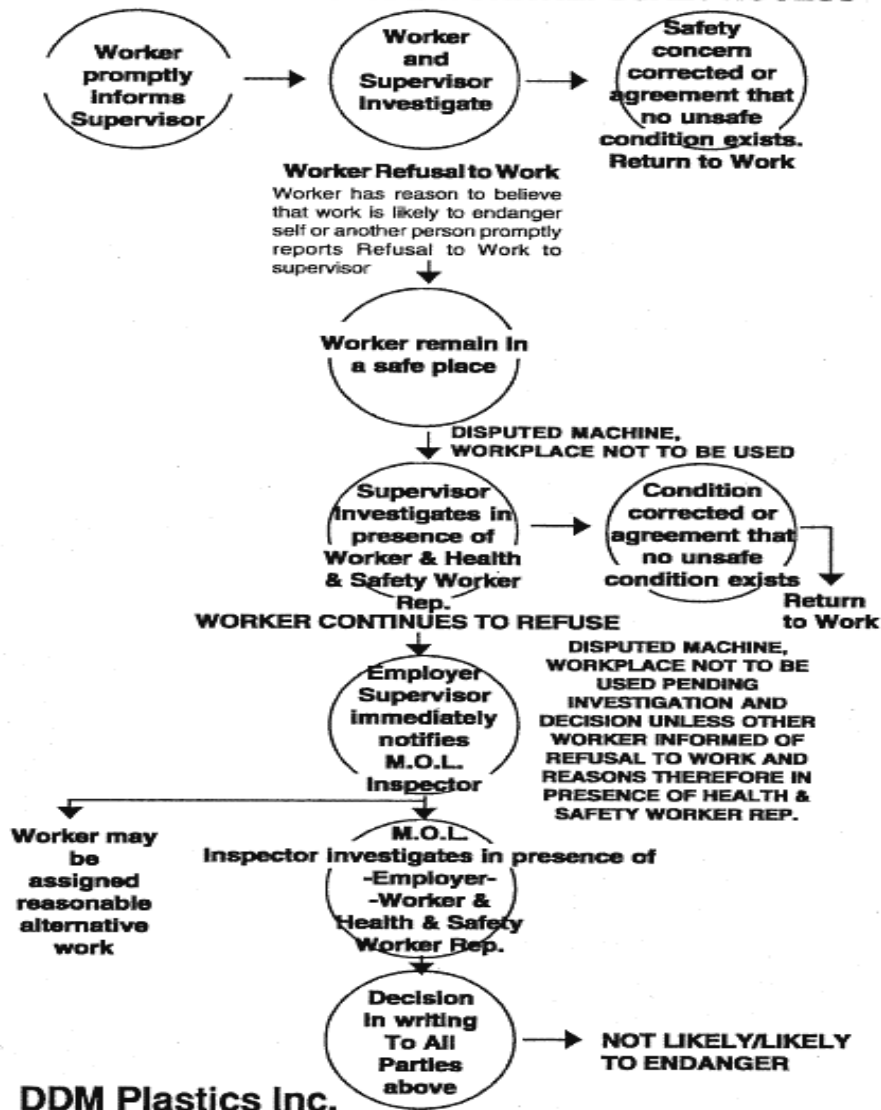 Worker
promptly
informs
Supervisor
Worker
and
Supervisor
Investigate
Safety
concern
corrected or
agreement that
no unsafe
condition exists.
Return to Work
Worker Refusal to Work
Worker has reason to believe
that work is likely to endanger
self or another person promptly
reports Refusal to Work to
supervisor
Worker remain in
a safe place
DISPUTED MACHINE,
WORKPLACE NOT TO BE USED
Supervisor
Investigates in
presence of
Worker & Health
& Safety Worker
Rep.
Condition
corrected or
agreement that
no unsafe
condition exists
Return
to Work
WORKER CONTINUES TO REFUSE
Employer
Supervisor
immediately
notifies
M.O.L.
Inspector
DISPUTED MACHINE,
WORKPLACE NOT TO BE
USED PENDING
INVESTIGATION AND
DECISION UNLESS OTHER
WORKER INFORMED OF
REFUSAL TO WORK AND
REASONS THEREFORE IN
PRESENCE OF HEALTH &
SAFETY WORKER REP.
Worker may
be
assigned
reasonable
alternative
work
M.O.L.
Inspector investigates in presence of
-Employer-
-Worker &
Health & Safety
Worker Rep.
Decision
In writing
To All
Parties
above
NOT LIKELY/LIKELY
TO ENDANGER
DDM Plastics Inc.